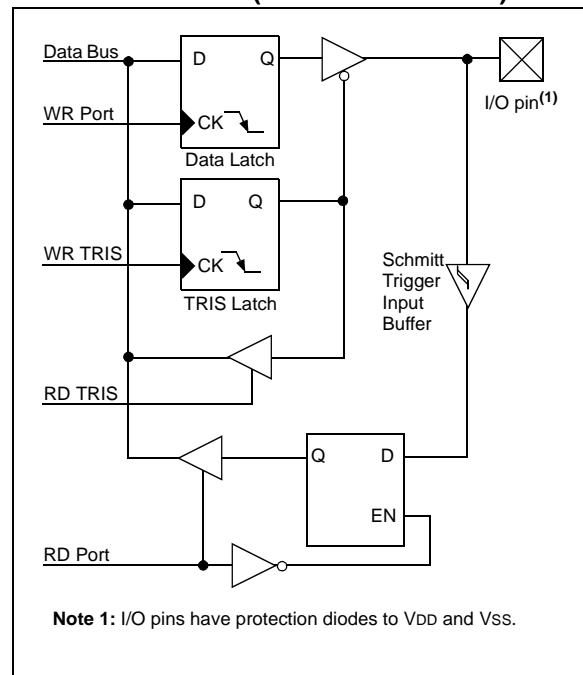 Data Bus
D
Q
I/O pin(1)
WR Port
CK
Data Latch
D
Q
WR TRIS
CK
TRIS Latch
Schmitt
Trigger
Input
Buffer
RD TRIS
Q
D
EN
RD Port
Note 1: I/O pins have protection diodes to VDD and VSS.